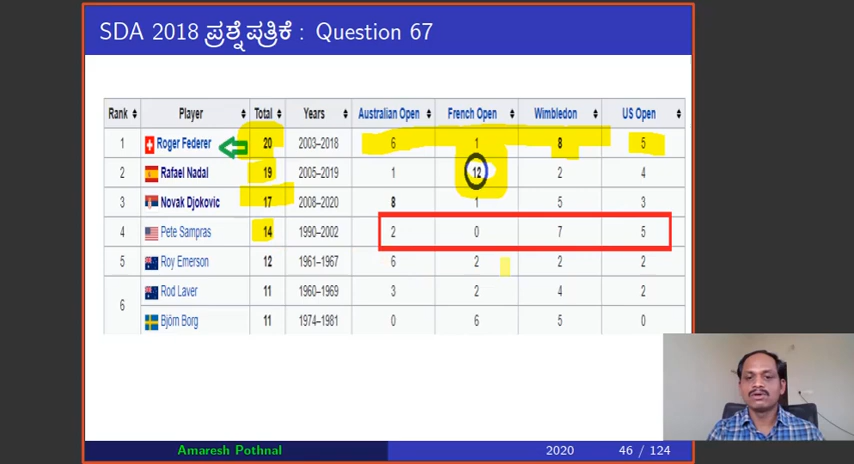 SDA 2018 ಪ್ರಶ್ನೆಪತ್ರಿಕೆ : Question 67
Rank Player Total Years Australian Open French Open Wimbledon US Open
1 Roger Federer 20 2003–2018 6 1 8 5
2 Rafael Nadal 19 2005–2019 1 12 2 4
3 Novak Djokovic 17 2008–2020 8 1 5 3
4 Pete Sampras 14 1990–2002 2 0 7 5
5 Roy Emerson 12 1961–1967 6 2 2 2
6 Rod Laver 11 1960–1969 3 2 4 2
Björn Borg 11 1974–1981 0 6 5 0
Amaresh Pothnal 2020 46 / 124